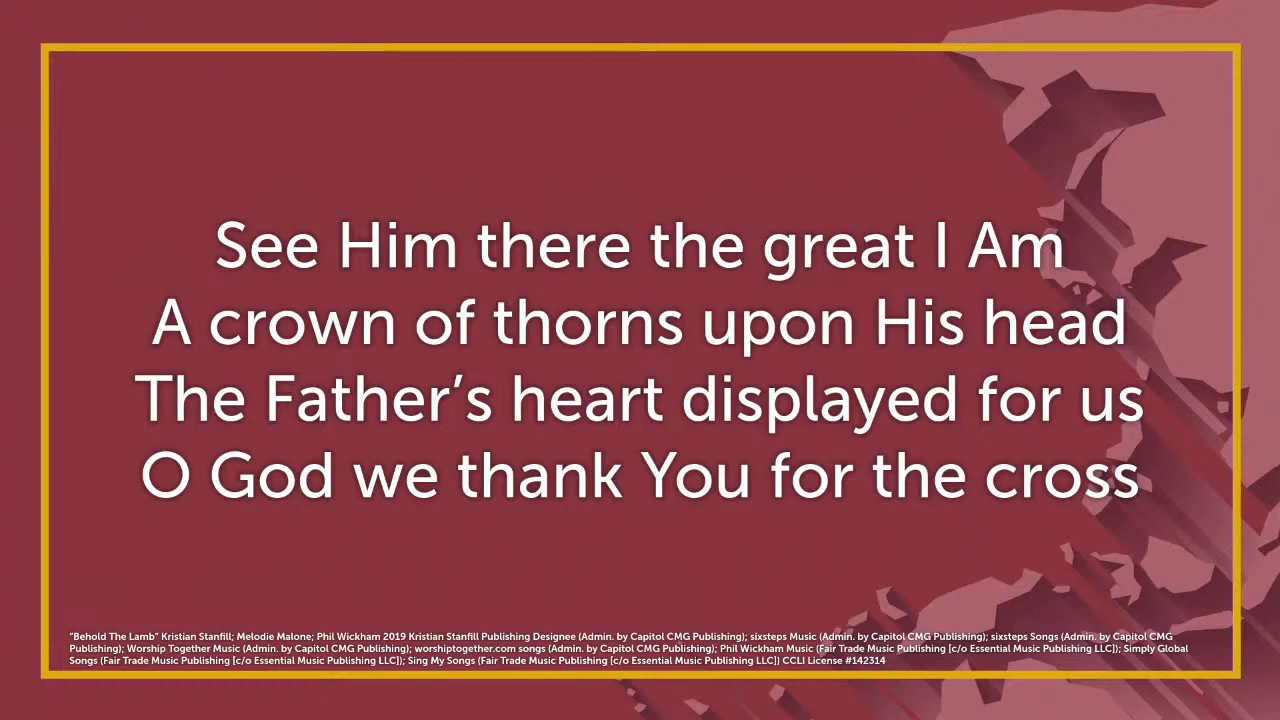 See Him there the great I Am
A crown of thorns upon His head
The Father’s heart displayed for us
O God we thank You for the cross
“Behold The Lamb” Kristian Stanfill; Melodie Malone; Phil Wickham 2019 Kristian Stanfill Publishing Designee (Admin. by Capitol CMG Publishing); sixsteps Music (Admin. by Capitol CMG Publishing); sixsteps Songs (Admin. by Capitol CMG
Publishing); Worship Together Music (Admin. by Capitol CMG Publishing); worshiptogether.com songs (Admin. by Capitol CMG Publishing); Phil Wickham Music (Fair Trade Music Publishing [c/o Essential Music Publishing LLC]); Simply Global
Songs (Fair Trade Music Publishing [c/o Essential Music Publishing LLC]); Sing My Songs (Fair Trade Music Publishing [c/o Essential Music Publishing LLC]) CCLI License #142314